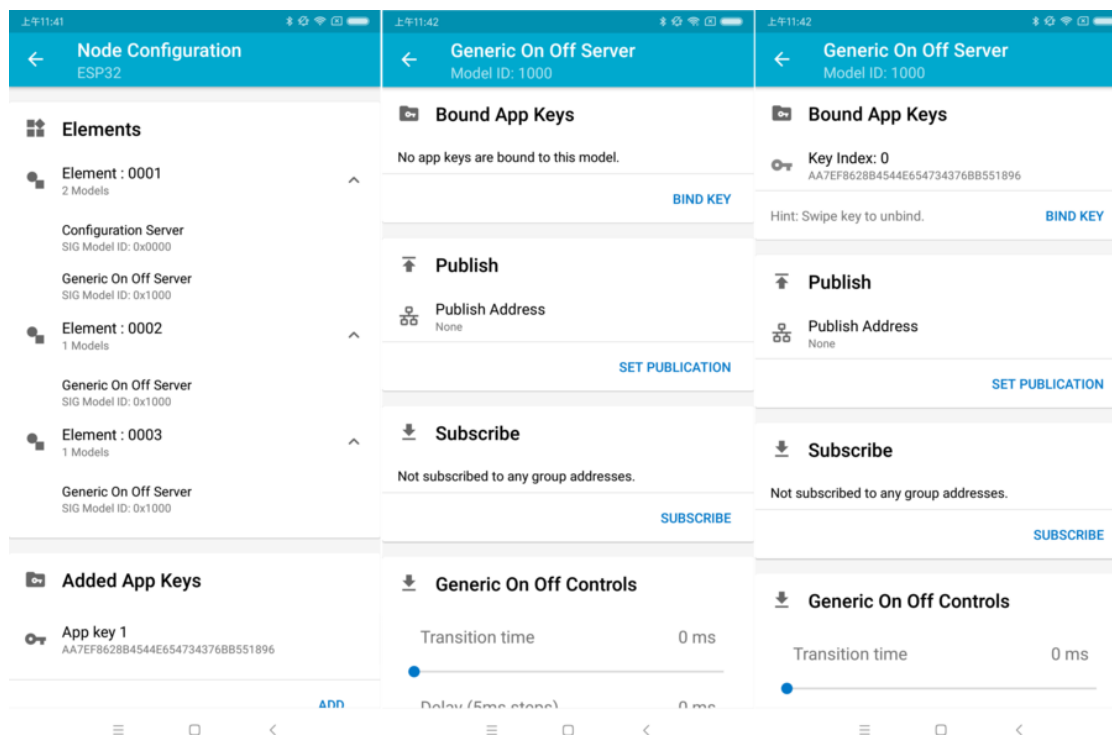 上午11:41
Node Configuration
ESP32
Elements
Element : 0001
2 Models
Configuration Server
SIG Model ID: 0x0000
Generic On Off Server
SIG Model ID: 0x1000
Element : 0002
1 Models
Generic On Off Server
SIG Model ID: 0x1000
Element : 0003
1 Models
Generic On Off Server
SIG Model ID: 0x1000
Added App Keys
App key 1
AA7EF8628B4544E654734376BB551896
ADD
上午11:42
Generic On Off Server
Model ID: 1000
Bound App Keys
No app keys are bound to this model.
BIND KEY
Publish
Publish Address
None
SET PUBLICATION
Subscribe
Not subscribed to any group addresses.
SUBSCRIBE
Generic On Off Controls
Transition time 0 ms
Delay (5ms steps) 0 ms
上午11:42
Generic On Off Server
Model ID: 1000
Bound App Keys
Key Index: 0
AA7EF8628B4544E654734376BB551896
Hint: Swipe key to unbind. BIND KEY
Publish
Publish Address
None
SET PUBLICATION
Subscribe
Not subscribed to any group addresses.
SUBSCRIBE
Generic On Off Controls
Transition time 0 ms